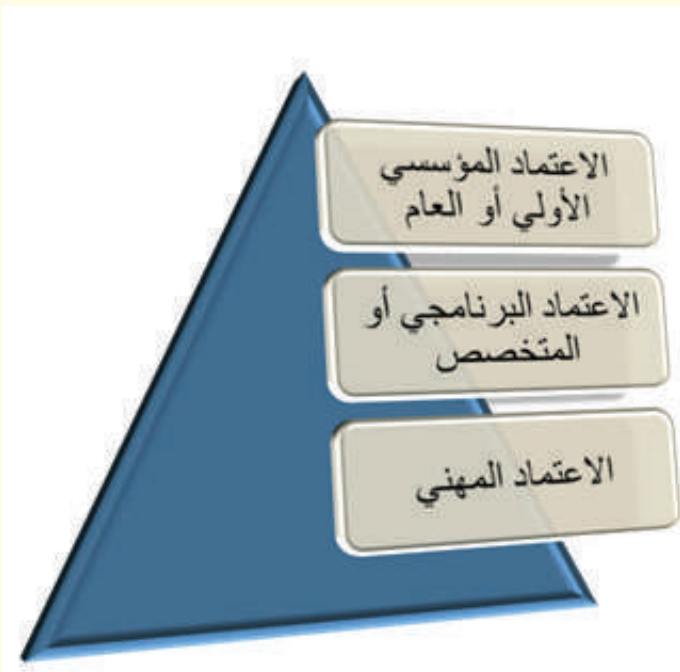 الاعتماد المؤسسي
الأولي أو العام
الاعتماد البرنامجي أو
المتخصص
الاعتماد المهني